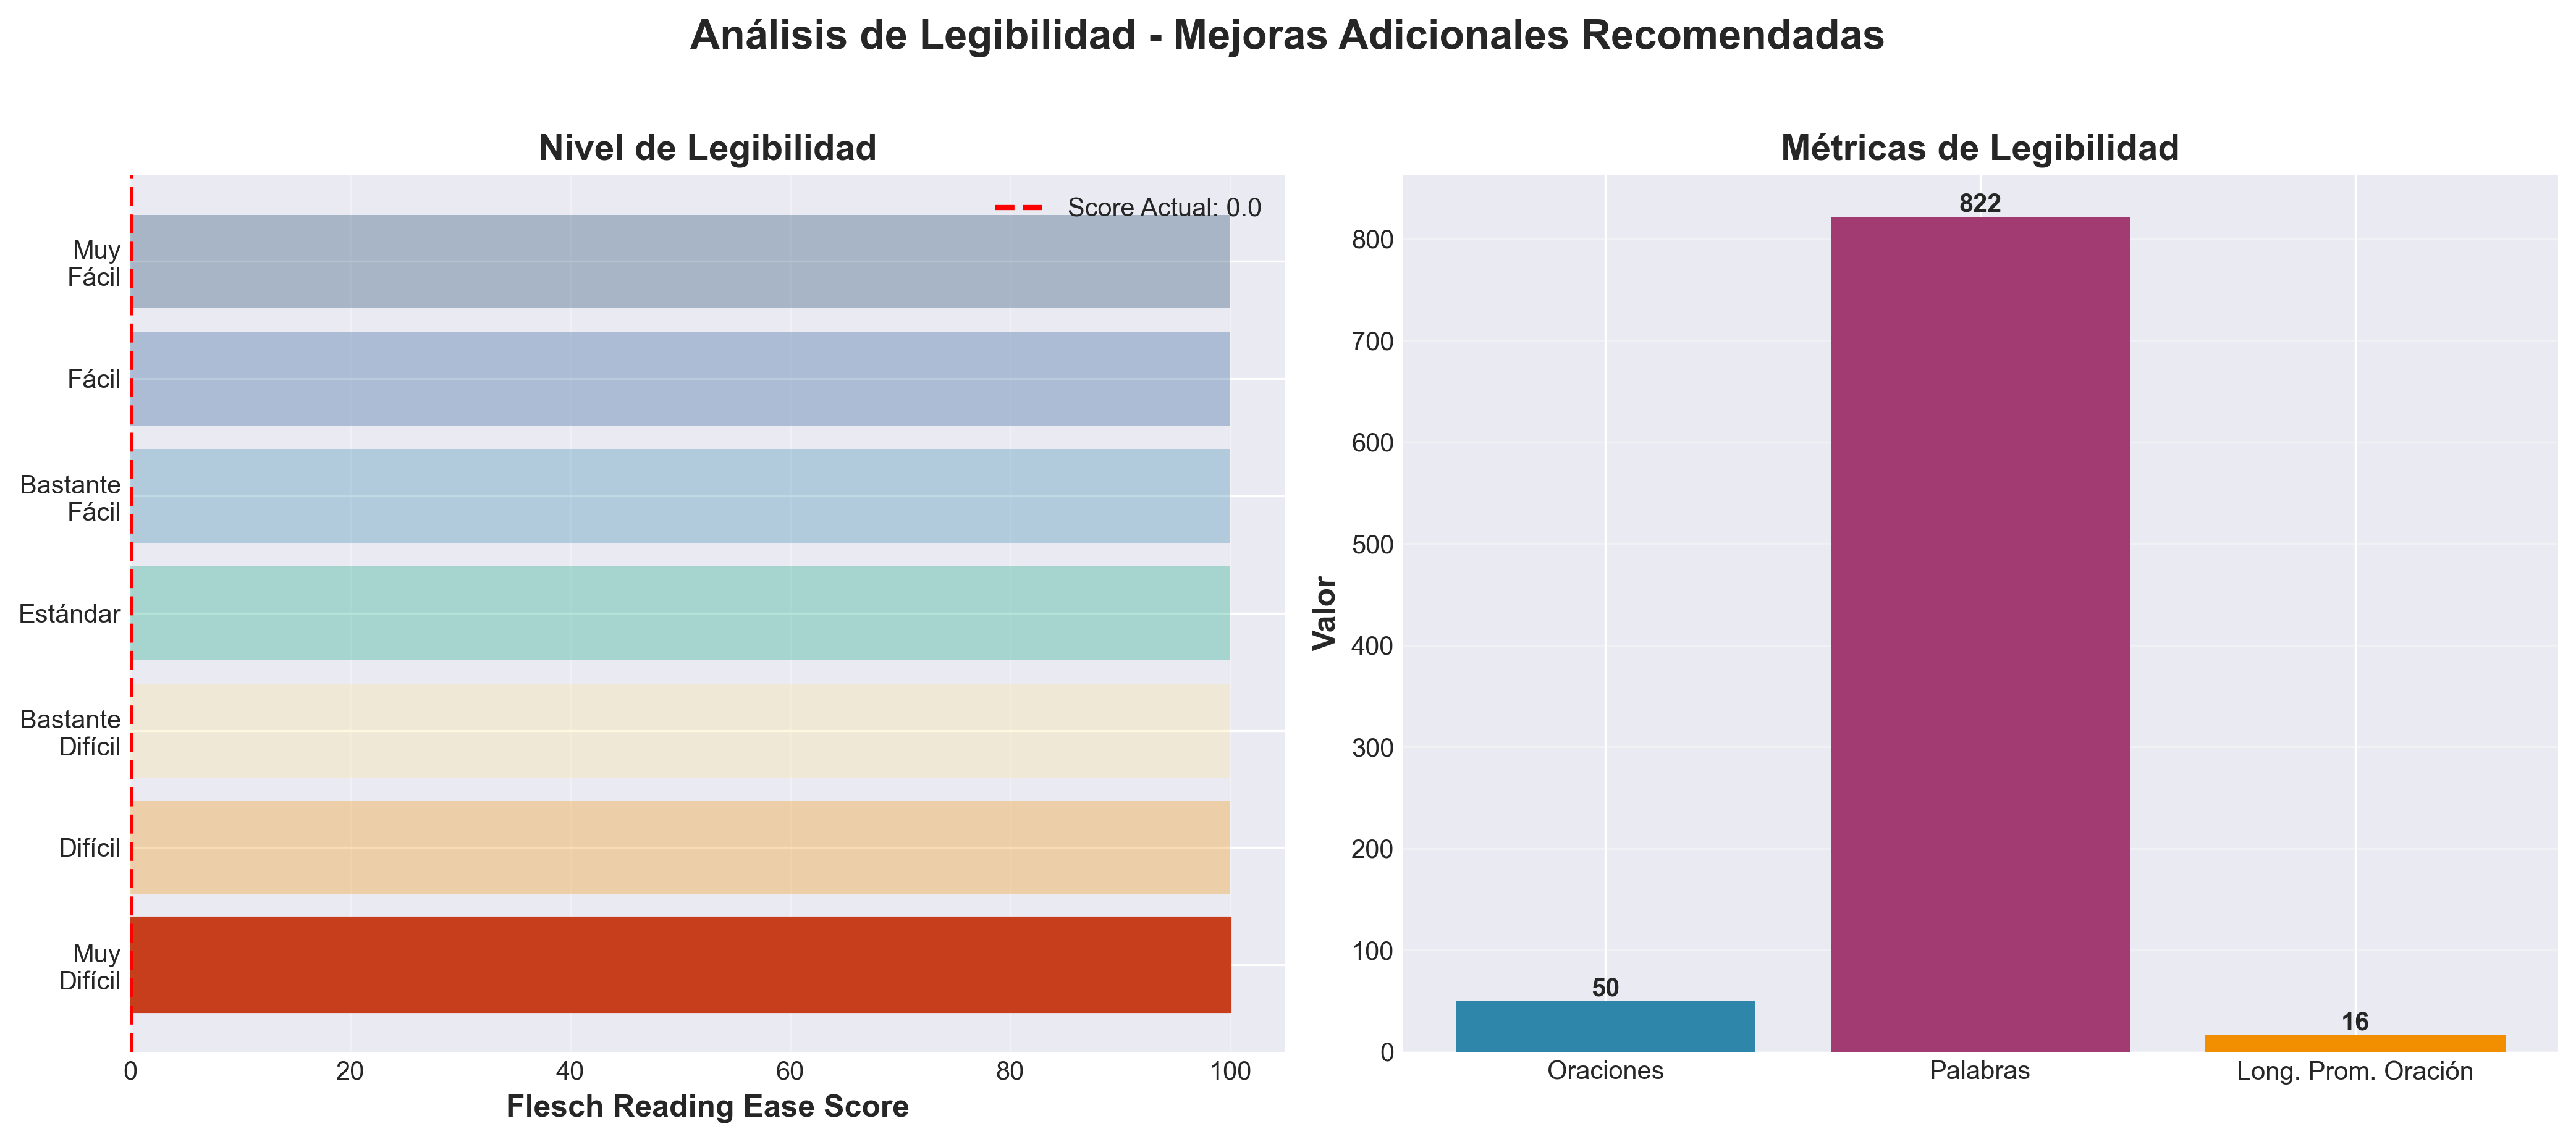 Análisis de Legibilidad - Mejoras Adicionales Recomendadas
Nivel de Legibilidad
Score Actual: 0.0
Muy
Fácil
Fácil
Bastante
Fácil
Estándar
Bastante
Difícil
Difícil
Muy
Difícil
0 20 40 60 80 100
Flesch Reading Ease Score
Métricas de Legibilidad
Valor
800
700
600
500
400
300
200
100
0
50
822
16
Oraciones Palabras Long. Prom. Oración